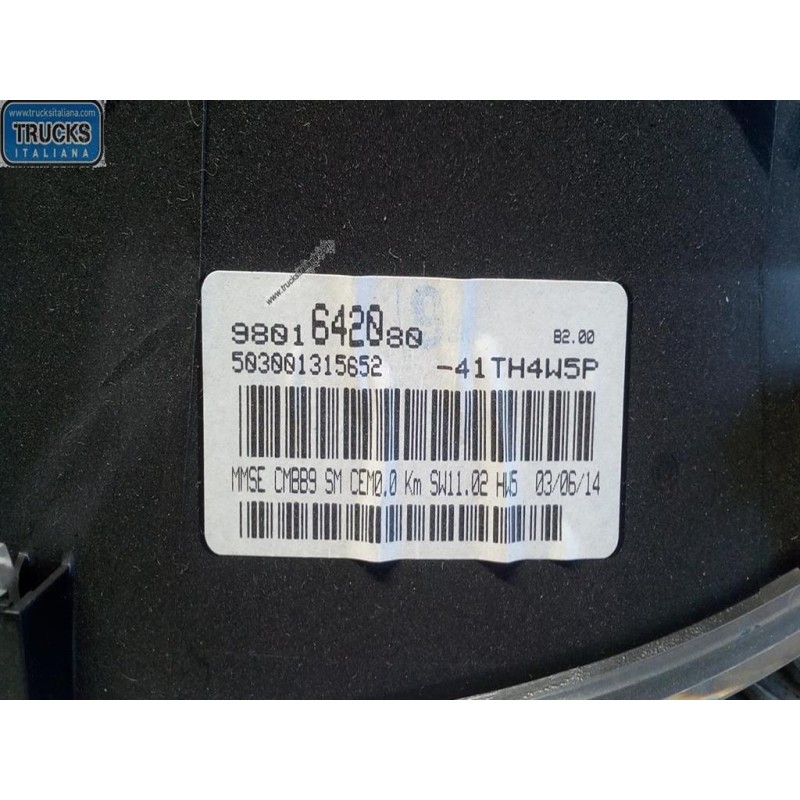 www.trucksitaliana.com
TRUCKS
ITALIANA
9801642080 B2.00
503001315652 -41TH4W5P
MMSE CMBB9 SM CEM0.0 Km SW11.02 HW5 03/06/14